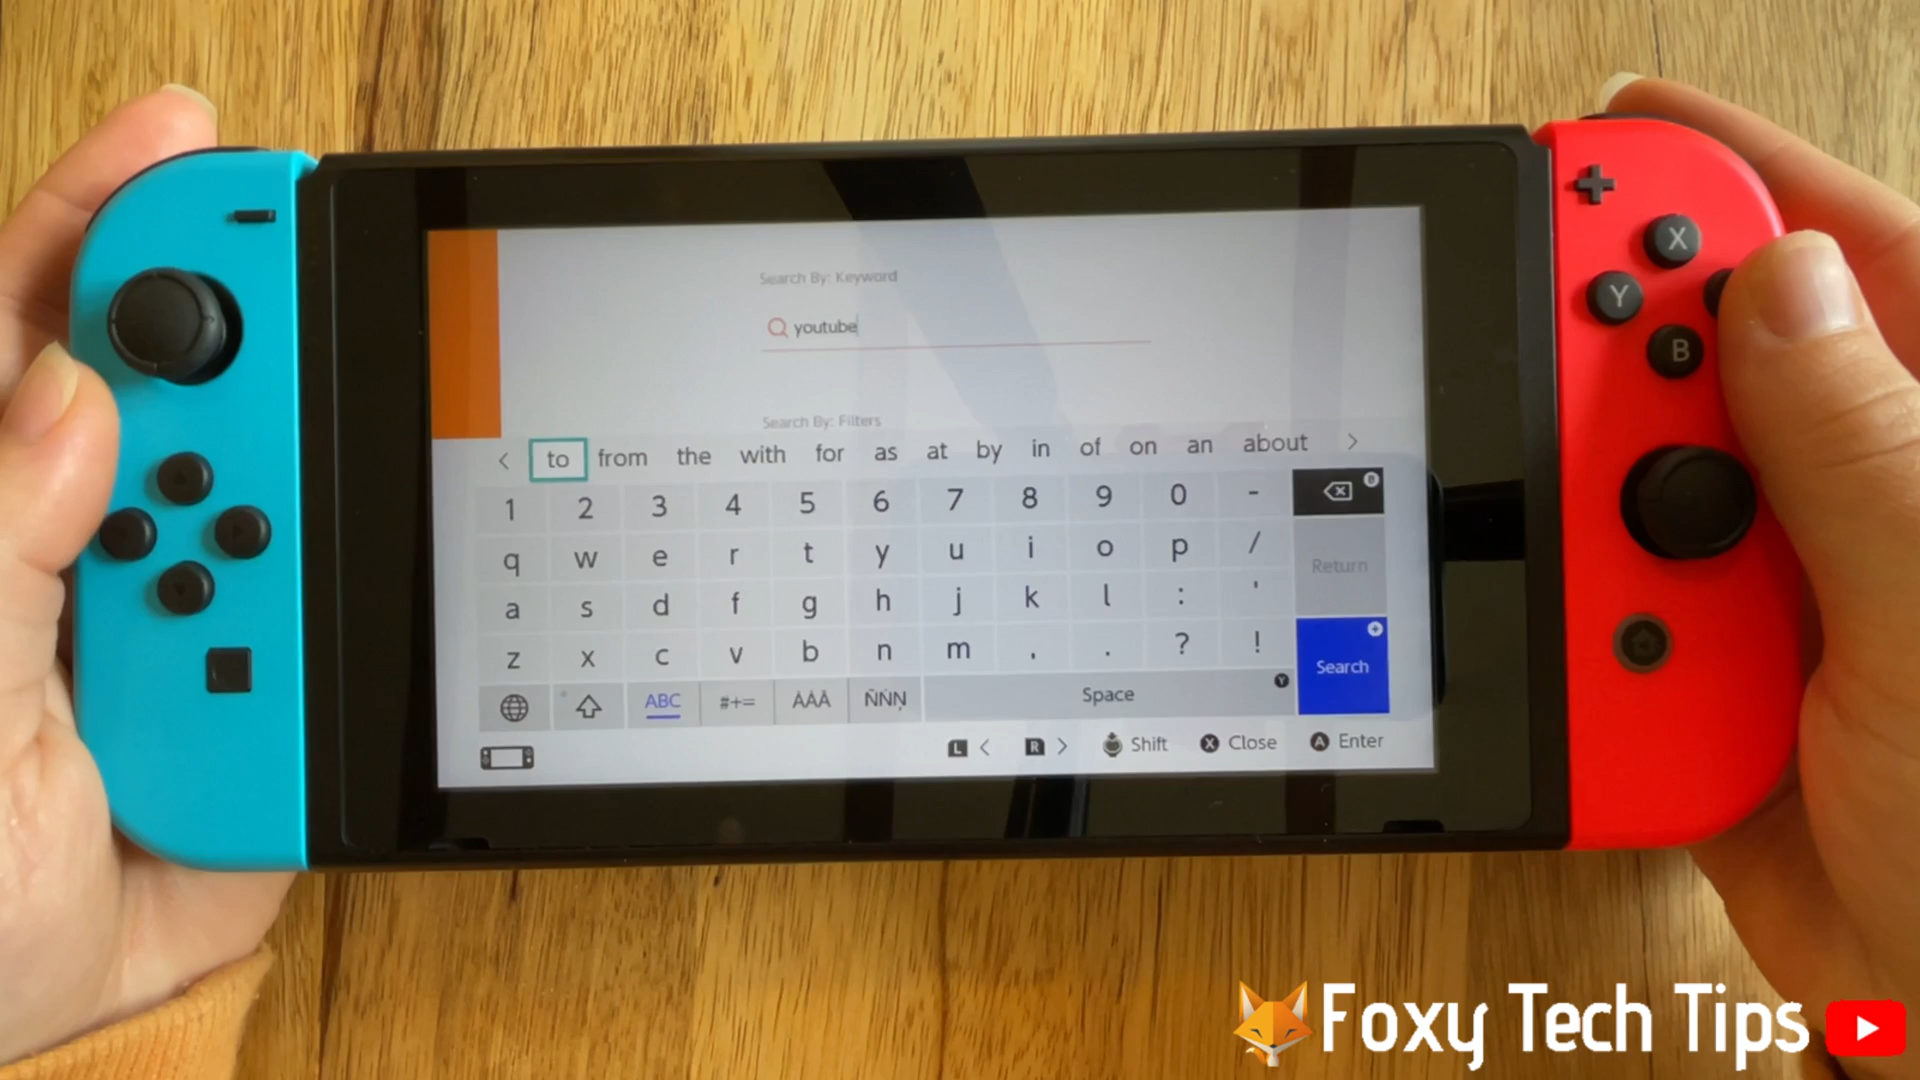 Search By: Keyword
youtube
Search By: Filters
< to from the with for as at by in of on an about >
1 2 3 4 5 6 7 8 9 0 -
q w e r t y u i o p /
Return
a s d f g h j k l : '
z x c v b n m , . ? !
Search
ABC #+= ÀÁÂ ÑŃŅ Space Y
L < R > Shift X Close A Enter
X
Y
B
Foxy Tech Tips